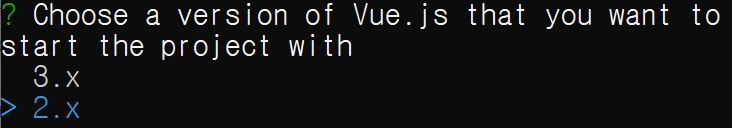 ? Choose a version of Vue.js that you want to
start the project with
3.x
> 2.x